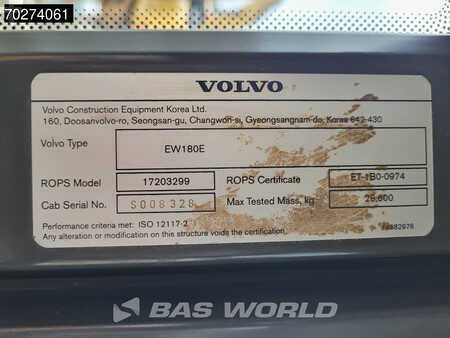 70274061
VOLVO
Volvo Construction Equipment Korea Ltd.
160, Doosanvolvo-ro, Seongsan-gu, Changwon-si, Gyeongsangnam-do, Korea 642-430
Volvo Type EW180E
ROPS Model 17203299 ROPS Certificate ET-1B0-0974
Cab Serial No. S008328 Max Tested Mass, kg 29,600
Performance criteria met: ISO 12117-2
Any alteration or modification to this structure voids the certification.
BAS WORLD